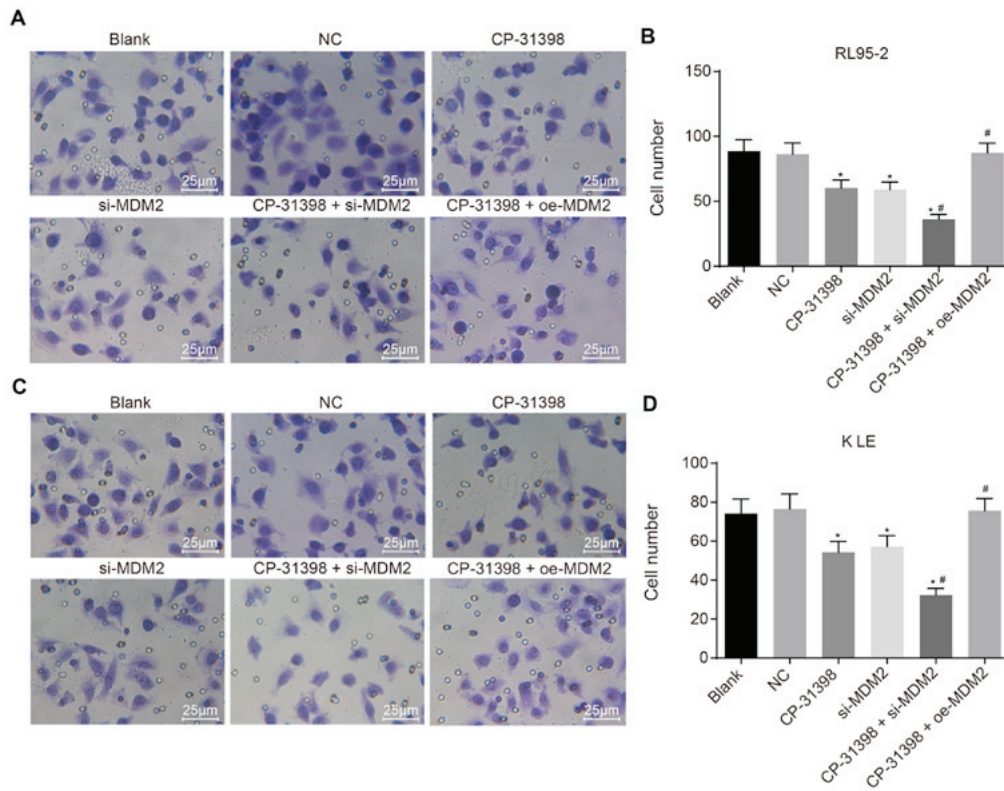 A
Blank NC CP-31398
25μm 25μm 25μm
si-MDM2 CP-31398 + si-MDM2 CP-31398 + oe-MDM2
25μm 25μm 25μm
B
RL95-2
Cell number
150
100
50
0
* * * # #
Blank NC CP-31398 si-MDM2 CP-31398 + si-MDM2 CP-31398 + oe-MDM2
C
Blank NC CP-31398
25μm 25μm 25μm
si-MDM2 CP-31398 + si-MDM2 CP-31398 + oe-MDM2
25μm 25μm 25μm
D
K LE
Cell number
100
80
60
40
20
0
* * * # #
Blank NC CP-31398 si-MDM2 CP-31398 + si-MDM2 CP-31398 + oe-MDM2